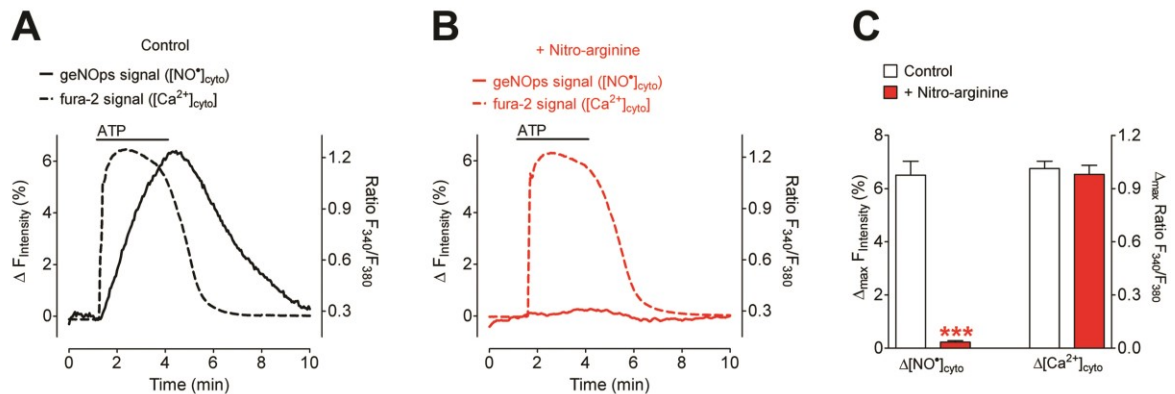 A
Control
geNOps signal ([NO•]cyto)
fura-2 signal ([Ca2+]cyto]
ATP
6
4
2
0
Δ FIntensity (%)
1.2
0.9
0.6
0.3
Ratio F340/F380
0 2 4 6 8 10
Time (min)
B
+ Nitro-arginine
geNOps signal ([NO•]cyto)
fura-2 signal ([Ca2+]cyto]
ATP
6
4
2
0
Δ FIntensity (%)
1.2
0.9
0.6
0.3
Ratio F340/F380
0 2 4 6 8 10
Time (min)
C
Control
+ Nitro-arginine
8
6
4
2
0
Δmax FIntensity (%)
1.2
0.9
0.6
0.3
0.0
Δmax Ratio F340/F380
***
Δ[NO•]cyto Δ[Ca2+]cyto